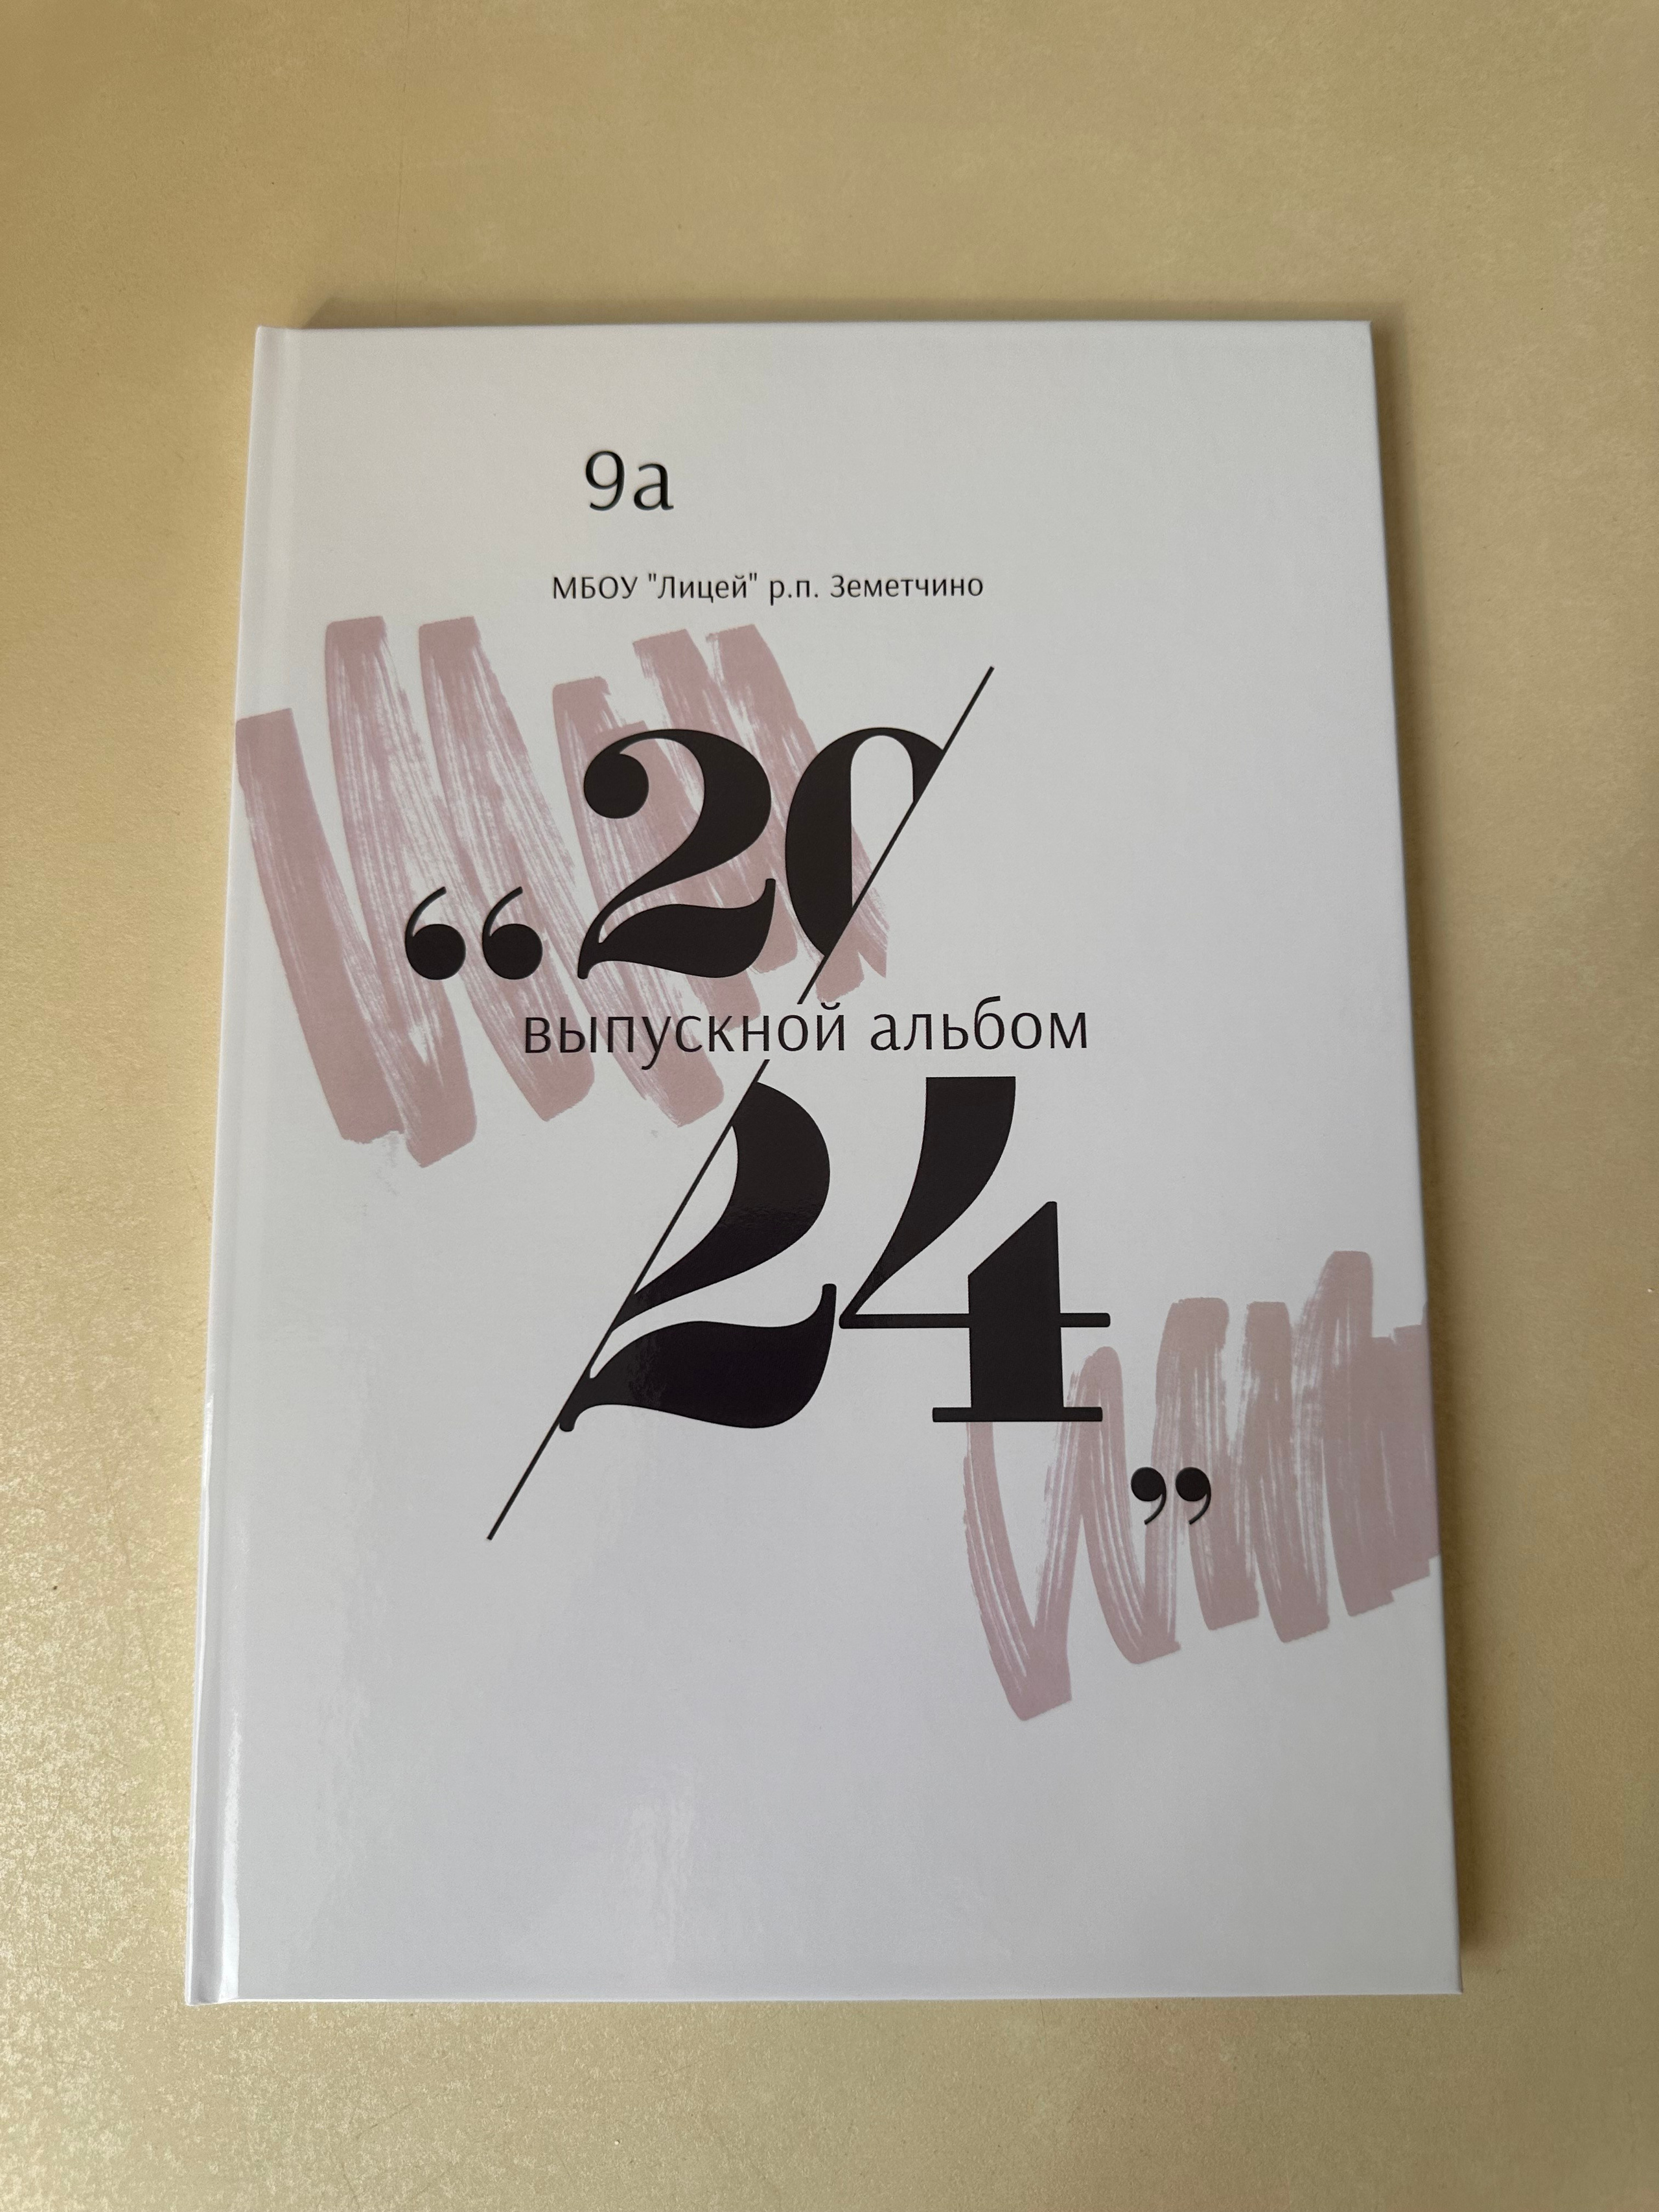 9а
МБОУ "Лицей" р.п. Земетчино
“ 20
выпускной альбом
24 ”